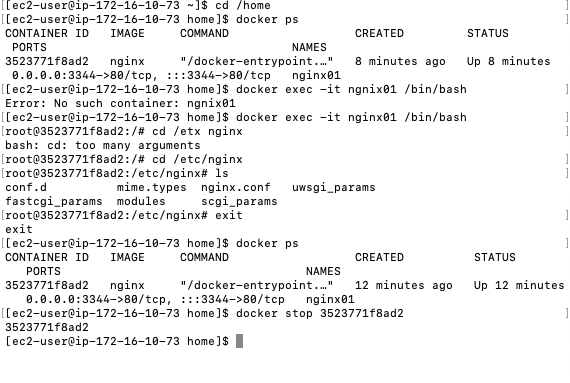 [[ec2-user@ip-172-16-10-73 ~]$ cd /home ]
[[ec2-user@ip-172-16-10-73 home]$ docker ps ]
CONTAINER ID IMAGE COMMAND CREATED STATUS
PORTS NAMES
3523771f8ad2 nginx "/docker-entrypoint.…" 8 minutes ago Up 8 minutes
0.0.0.0:3344->80/tcp, :::3344->80/tcp nginx01
[[ec2-user@ip-172-16-10-73 home]$ docker exec -it ngnix01 /bin/bash ]
Error: No such container: ngnix01
[[ec2-user@ip-172-16-10-73 home]$ docker exec -it nginx01 /bin/bash ]
[root@3523771f8ad2:/# cd /etx nginx ]
bash: cd: too many arguments
[root@3523771f8ad2:/# cd /etc/nginx ]
[root@3523771f8ad2:/etc/nginx# ls ]
conf.d mime.types nginx.conf uwsgi_params
fastcgi_params modules scgi_params
[root@3523771f8ad2:/etc/nginx# exit ]
exit
[[ec2-user@ip-172-16-10-73 home]$ docker ps ]
CONTAINER ID IMAGE COMMAND CREATED STATUS
PORTS NAMES
3523771f8ad2 nginx "/docker-entrypoint.…" 12 minutes ago Up 12 minutes
0.0.0.0:3344->80/tcp, :::3344->80/tcp nginx01
[[ec2-user@ip-172-16-10-73 home]$ docker stop 3523771f8ad2 ]
3523771f8ad2
[ec2-user@ip-172-16-10-73 home]$